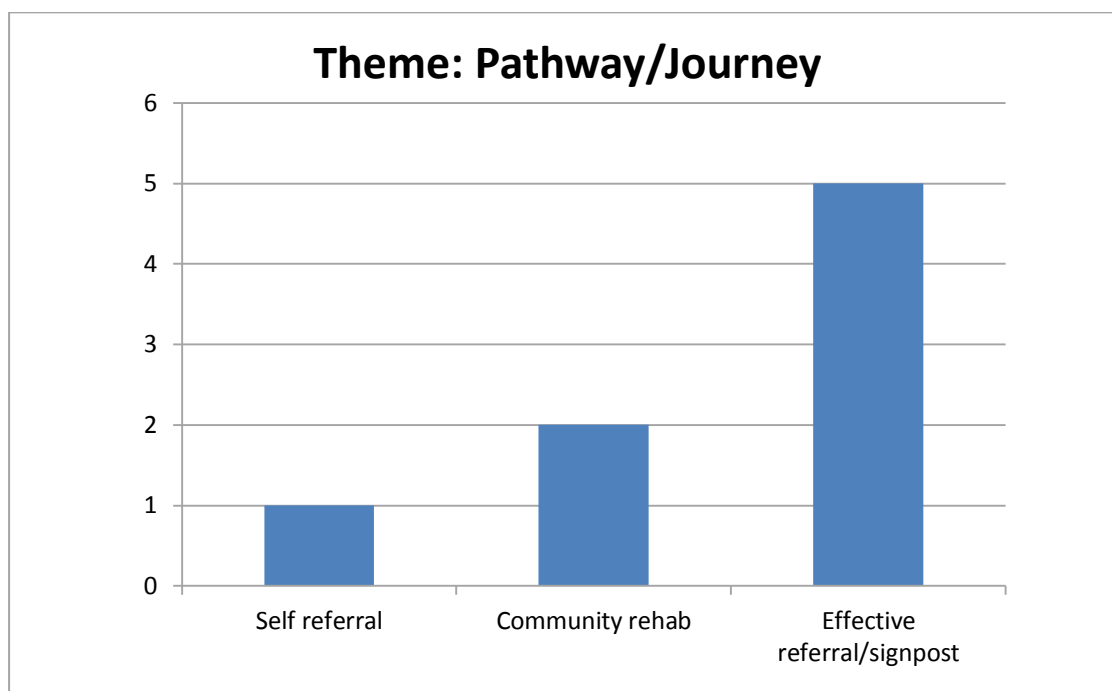 Theme: Pathway/Journey
6
5
4
3
2
1
0
Self referral
Community rehab
Effective
referral/signpost